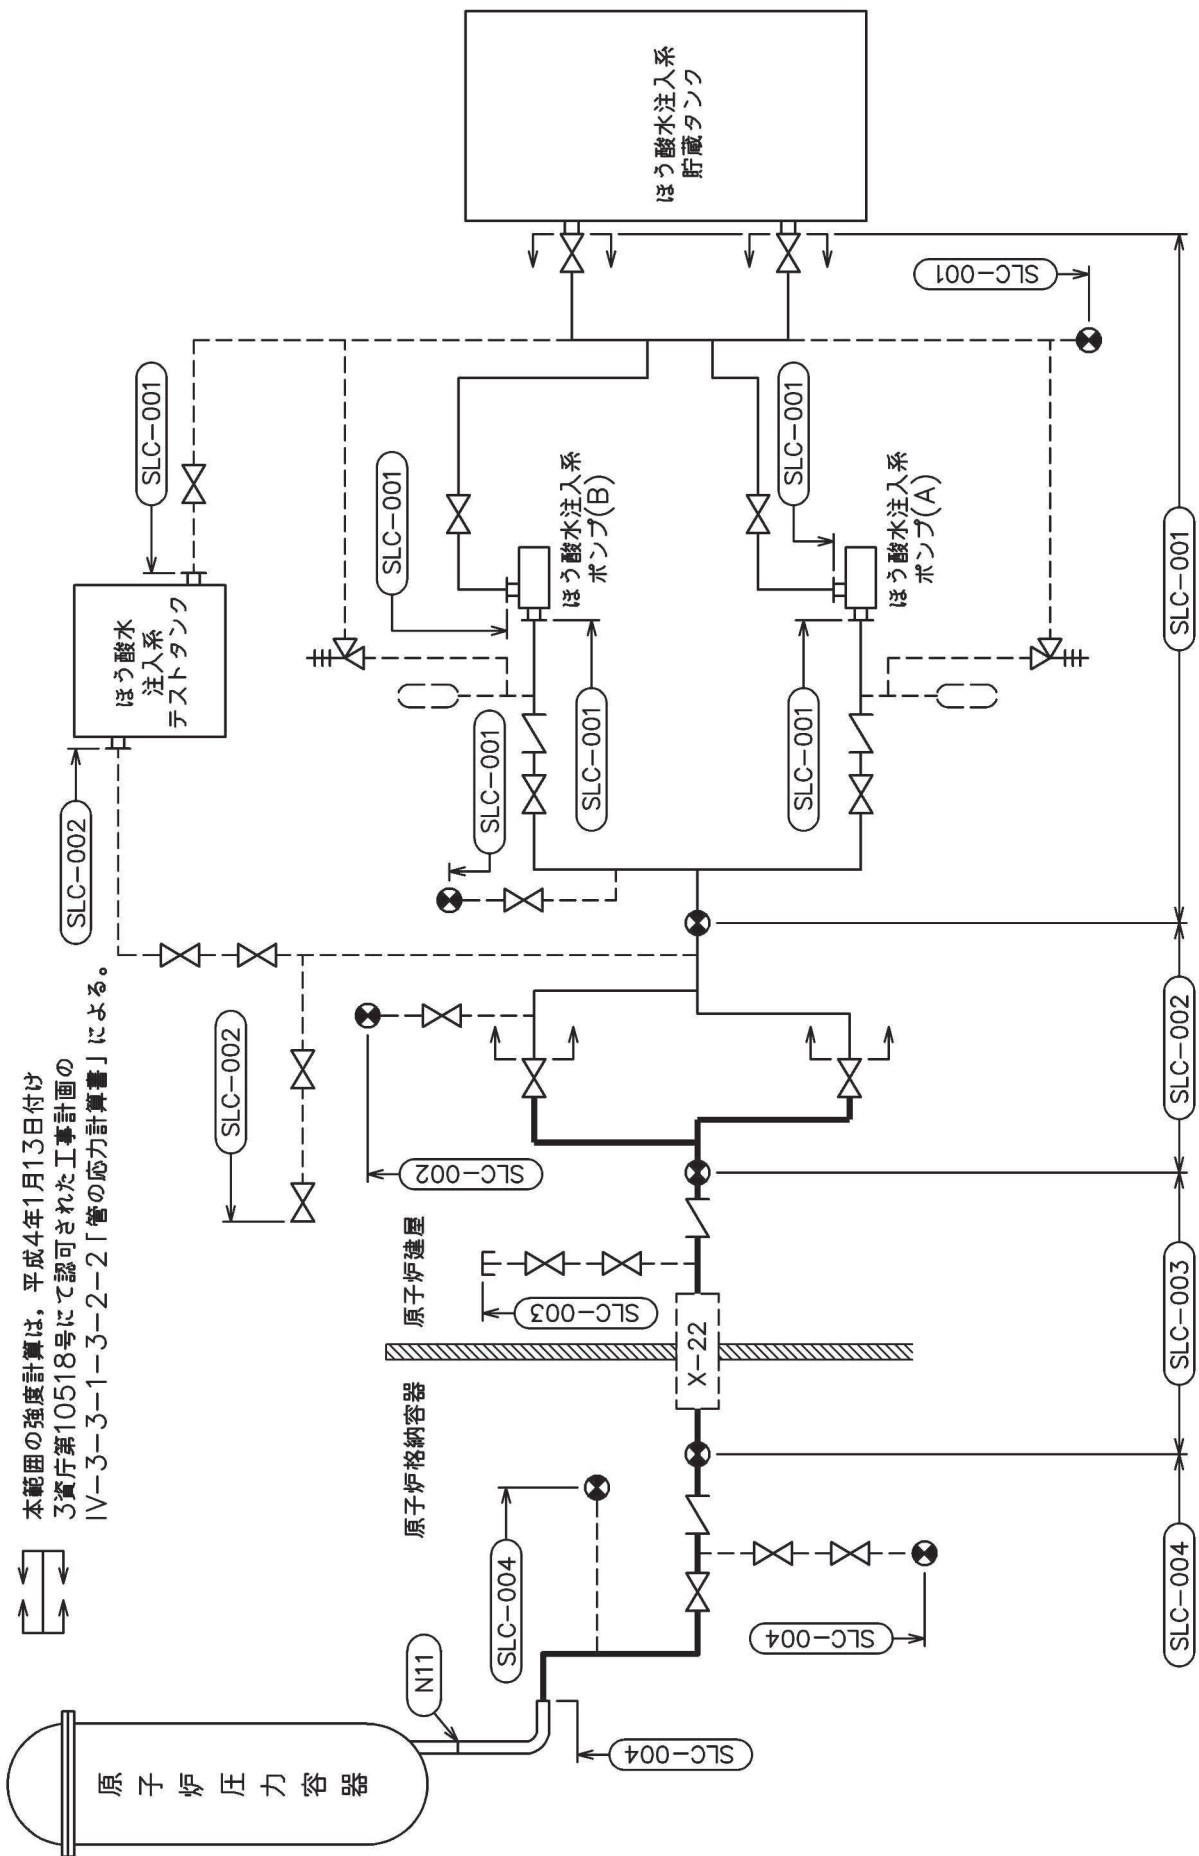 本範囲の強度計算は，平成4年1月13日付け
3資庁第10518号にて認可された工事計画の
IV-3-3-1-3-2-2「管の応力計算書」による。
原子炉圧力容器
N11
SLC-004
SLC-004
SLC-004
原子炉格納容器
原子炉建屋
X-22
SLC-003
SLC-002
SLC-002
SLC-002
ほう酸水
注入系
テストタンク
SLC-001
SLC-001
SLC-001
SLC-001
ほう酸水注入系
ポンプ(B)
SLC-001
SLC-001
ほう酸水注入系
ポンプ(A)
ほう酸水注入系
貯蔵タンク
SLC-001
SLC-004
SLC-003
SLC-002
SLC-001